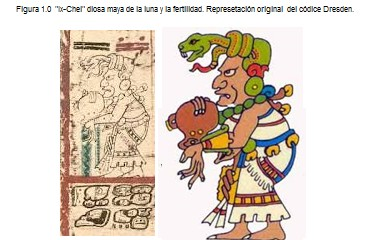 Figura 1.0 "Ix-Chel" diosa maya de la luna y la fertilidad. Represetación original del códice Dresden.